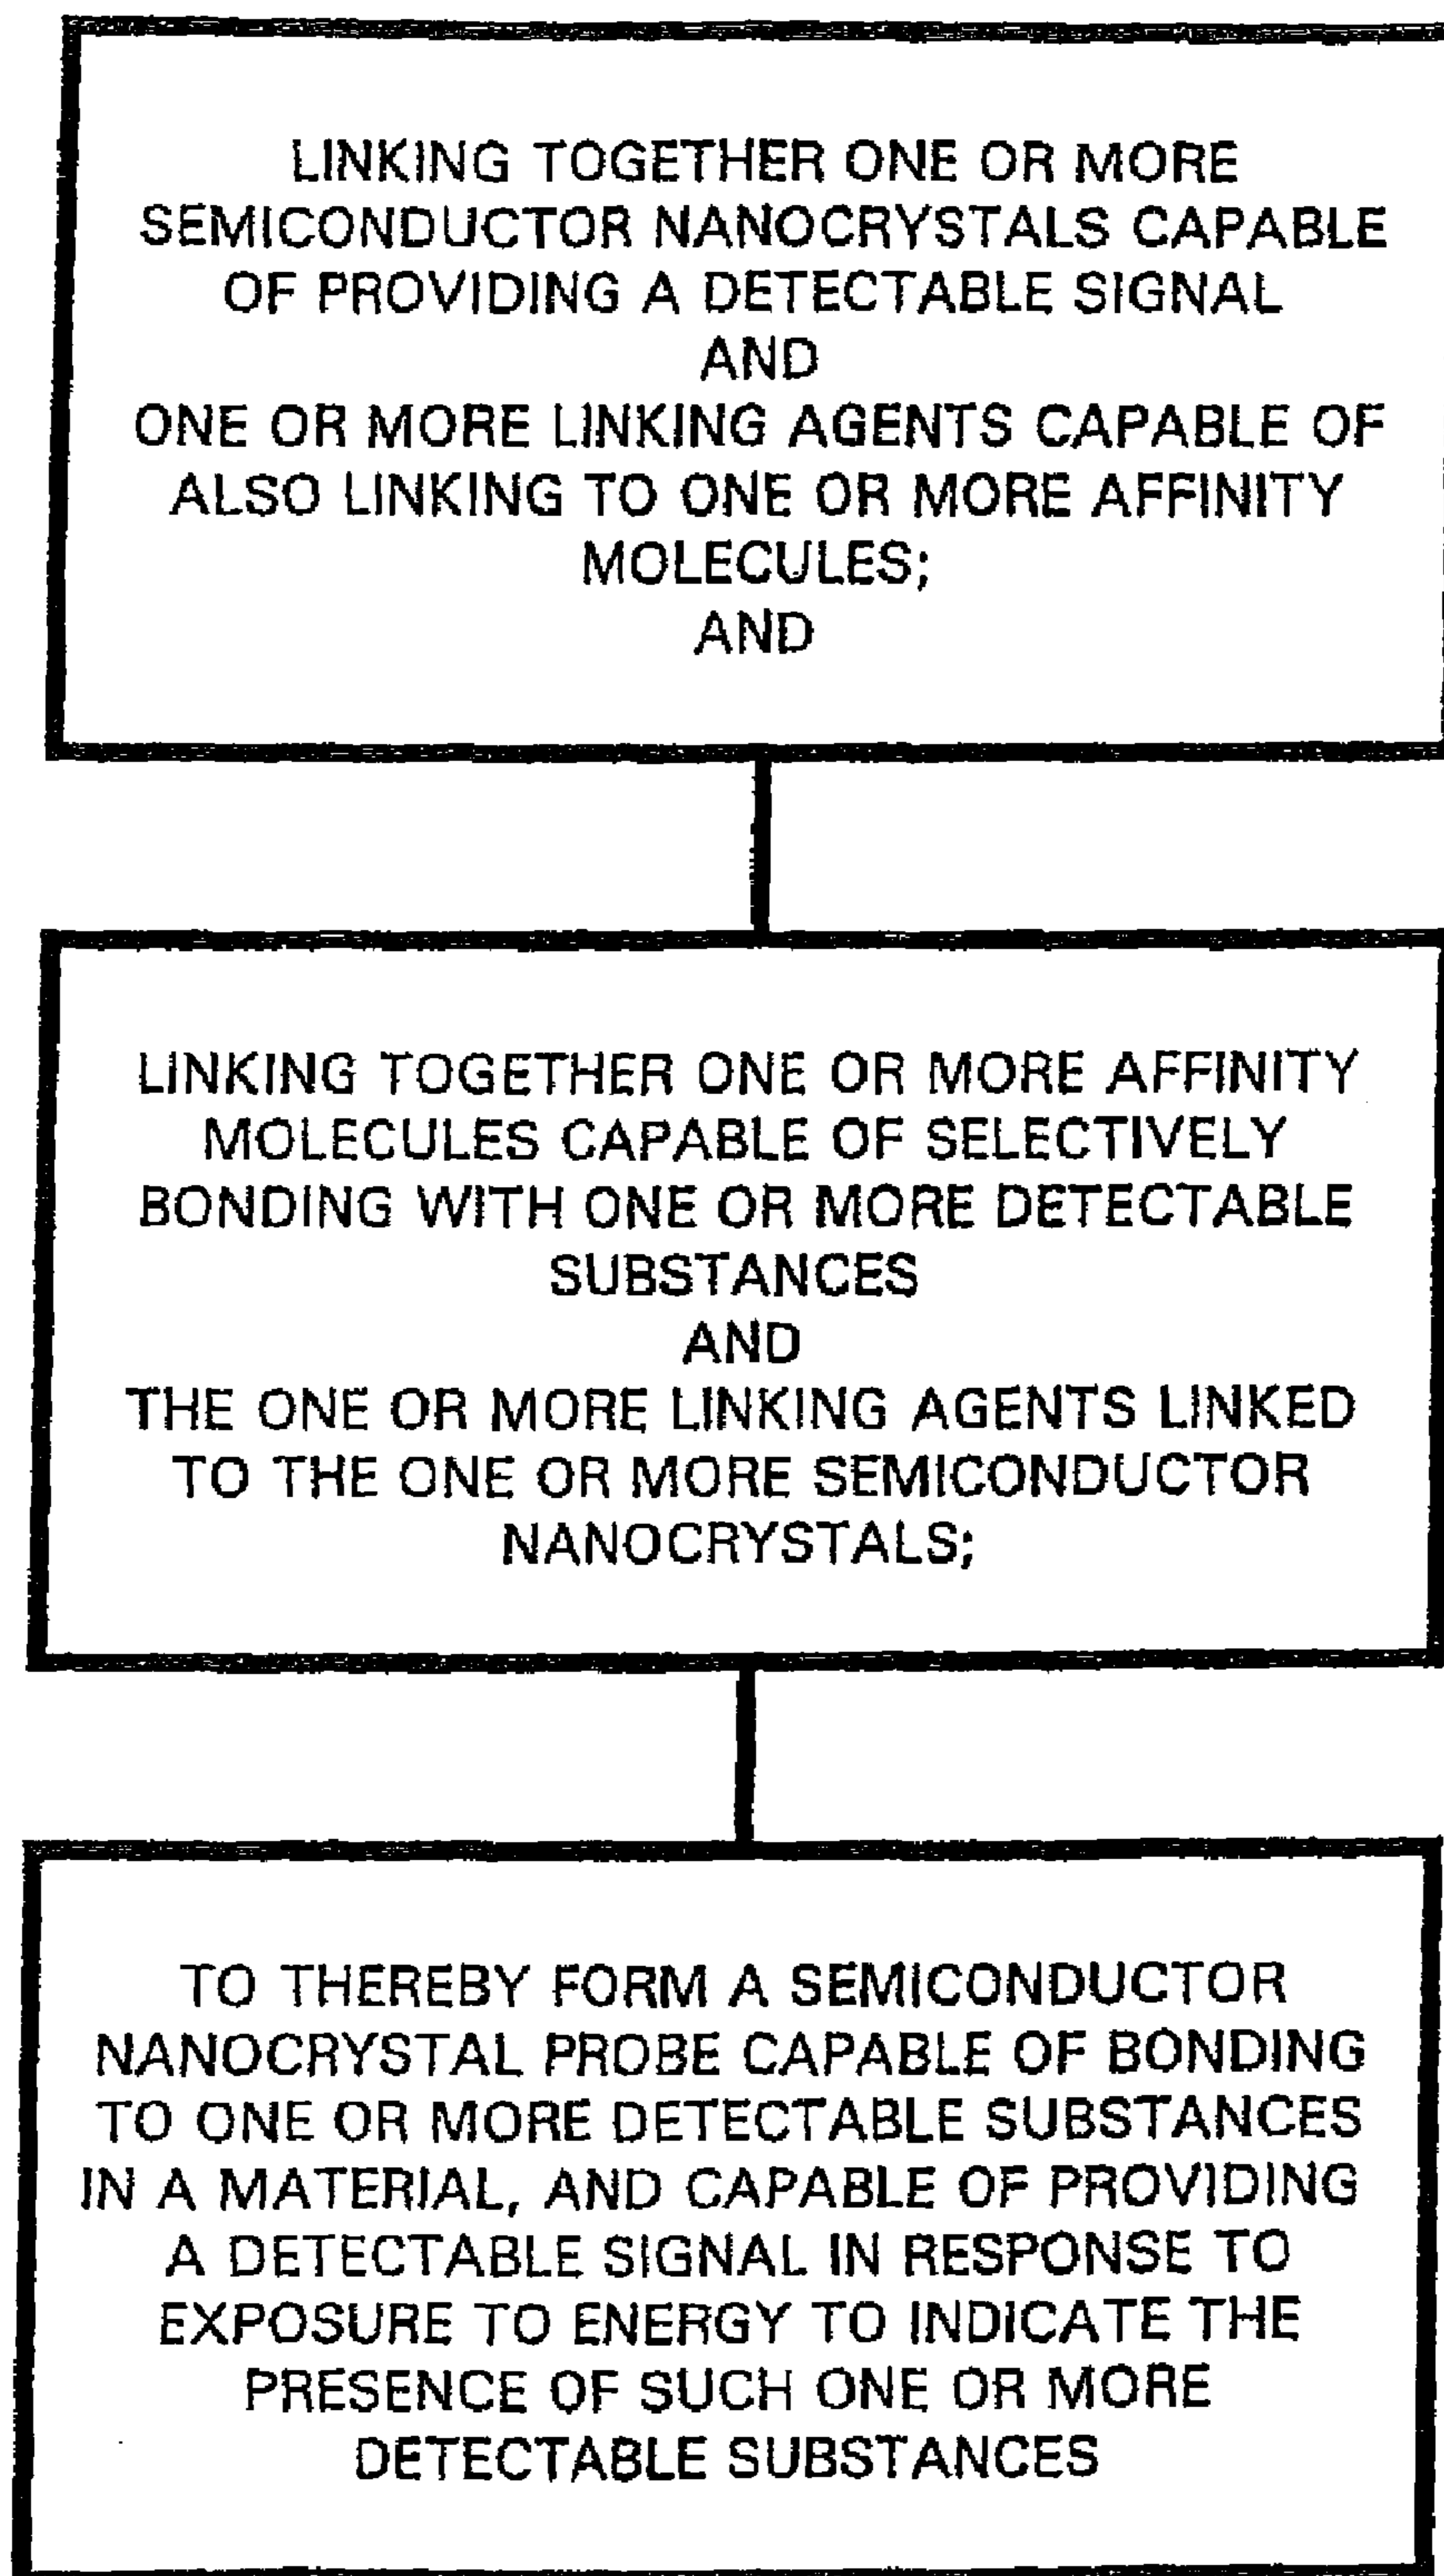 LINKING TOGETHER ONE OR MORE
SEMICONDUCTOR NANOCRYSTALS CAPABLE
OF PROVIDING A DETECTABLE SIGNAL
AND
ONE OR MORE LINKING AGENTS CAPABLE OF
ALSO LINKING TO ONE OR MORE AFFINITY
MOLECULES;
AND
LINKING TOGETHER ONE OR MORE AFFINITY
MOLECULES CAPABLE OF SELECTIVELY
BONDING WITH ONE OR MORE DETECTABLE
SUBSTANCES
AND
THE ONE OR MORE LINKING AGENTS LINKED
TO THE ONE OR MORE SEMICONDUCTOR
NANOCRYSTALS;
TO THEREBY FORM A SEMICONDUCTOR
NANOCRYSTAL PROBE CAPABLE OF BONDING
TO ONE OR MORE DETECTABLE SUBSTANCES
IN A MATERIAL, AND CAPABLE OF PROVIDING
A DETECTABLE SIGNAL IN RESPONSE TO
EXPOSURE TO ENERGY TO INDICATE THE
PRESENCE OF SUCH ONE OR MORE
DETECTABLE SUBSTANCES